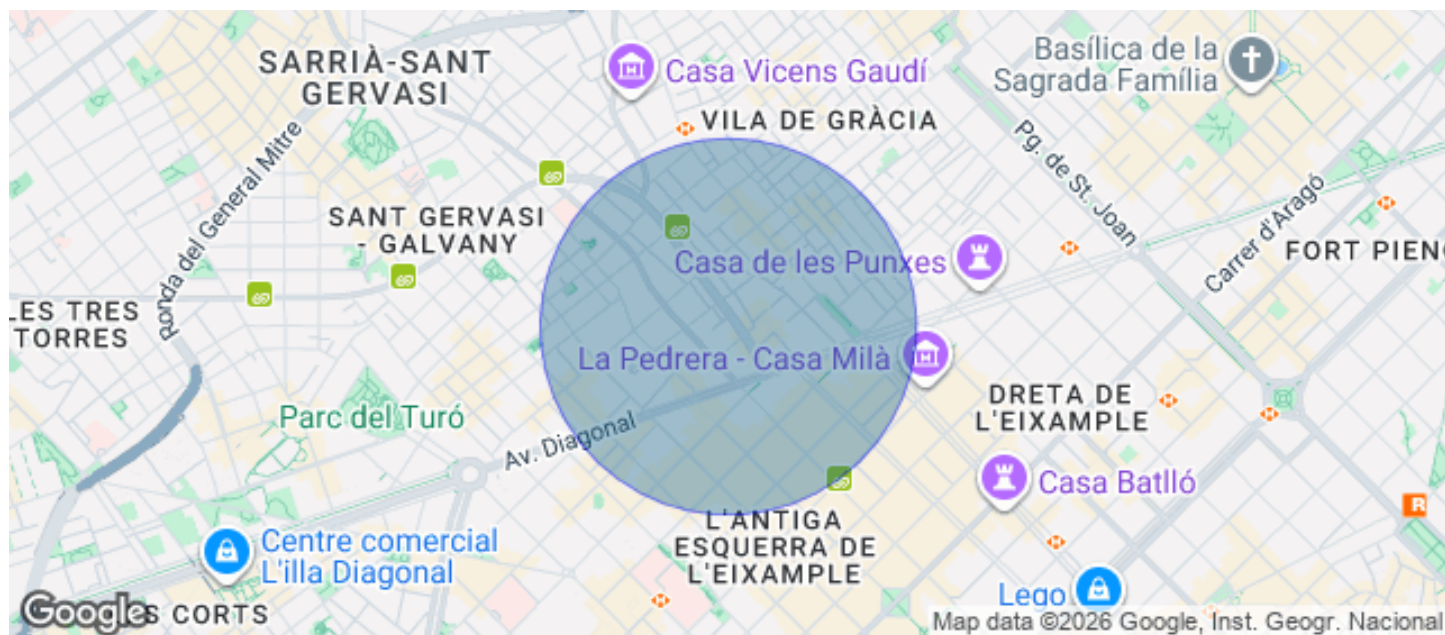 SARRIÀ-SANT
GERVASI
Casa Vicens Gaudí
Basílica de la
Sagrada Família
VILA DE GRÀCIA
Ronda del General Mitre
Pg. de St. Joan
SANT GERVASI
- GALVANY
Casa de les Punxes
Carrer d'Aragó
FORT PIENC
LES TRES
TORRES
La Pedrera - Casa Milà
Parc del Turó
Av. Diagonal
DRETA DE
L'EIXAMPLE
Casa Batlló
R
L'ANTIGA
ESQUERRA DE
L'EIXAMPLE
Centre comercial
L'illa Diagonal
Lego
Google
S CORTS
Map data ©2026 Google, Inst. Geogr. Nacional